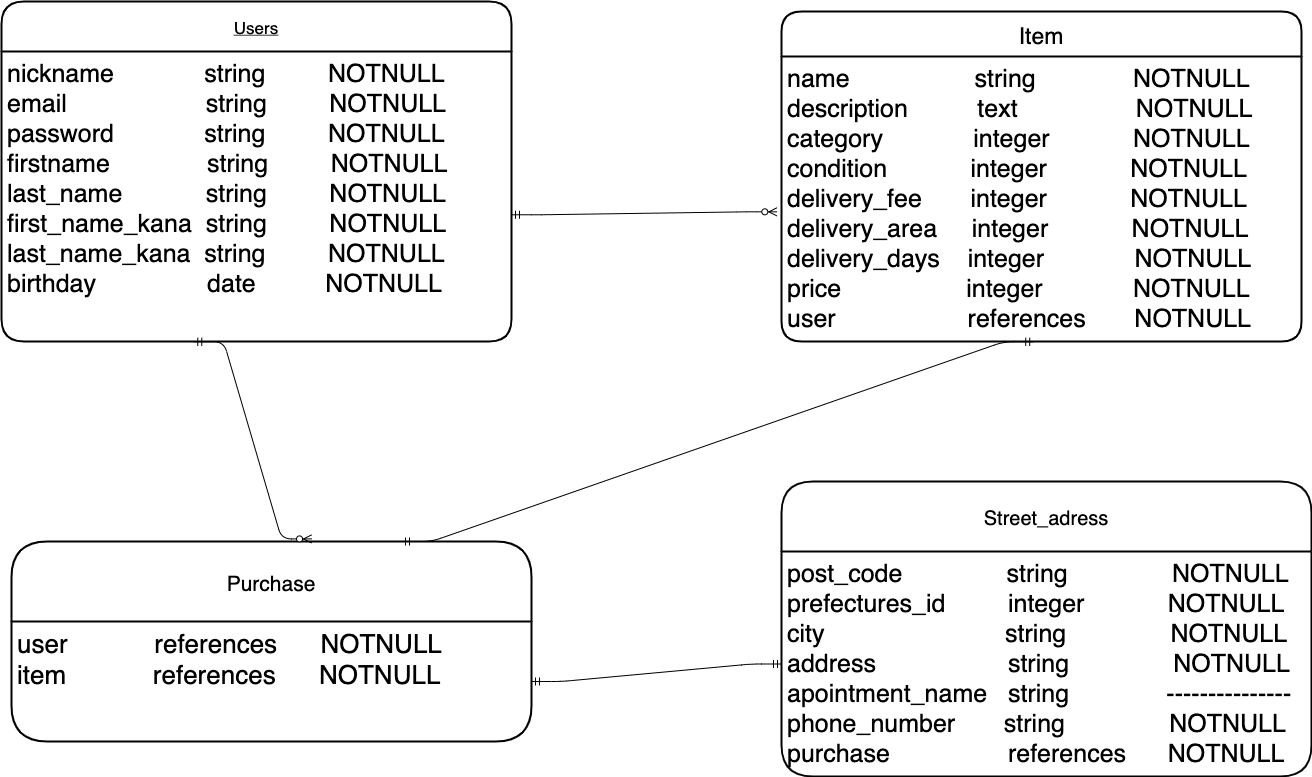 Users
nickname string NOTNULL
email string NOTNULL
password string NOTNULL
firstname string NOTNULL
last_name string NOTNULL
first_name_kana string NOTNULL
last_name_kana string NOTNULL
birthday date NOTNULL
Item
name string NOTNULL
description text NOTNULL
category integer NOTNULL
condition integer NOTNULL
delivery_fee integer NOTNULL
delivery_area integer NOTNULL
delivery_days integer NOTNULL
price integer NOTNULL
user references NOTNULL
Purchase
user references NOTNULL
item references NOTNULL
Street_adress
post_code string NOTNULL
prefectures_id integer NOTNULL
city string NOTNULL
address string NOTNULL
apointment_name string ---------------
phone_number string NOTNULL
purchase references NOTNULL